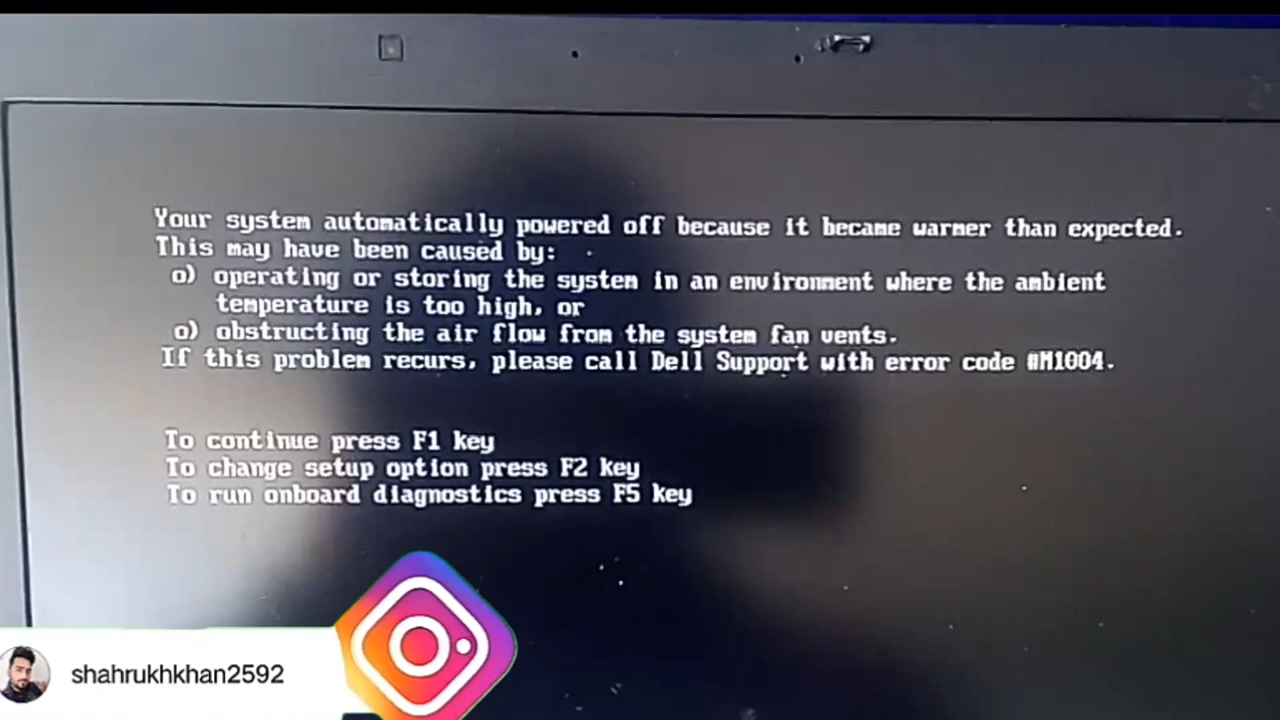 Your system automatically powered off because it became warmer than expected.
This may have been caused by:
o) operating or storing the system in an environment where the ambient
temperature is too high, or
o) obstructing the air flow from the system fan vents.
If this problem recurs, please call Dell Support with error code #M1004.
To continue press F1 key
To change setup option press F2 key
To run onboard diagnostics press F5 key
shahrukhkhan2592